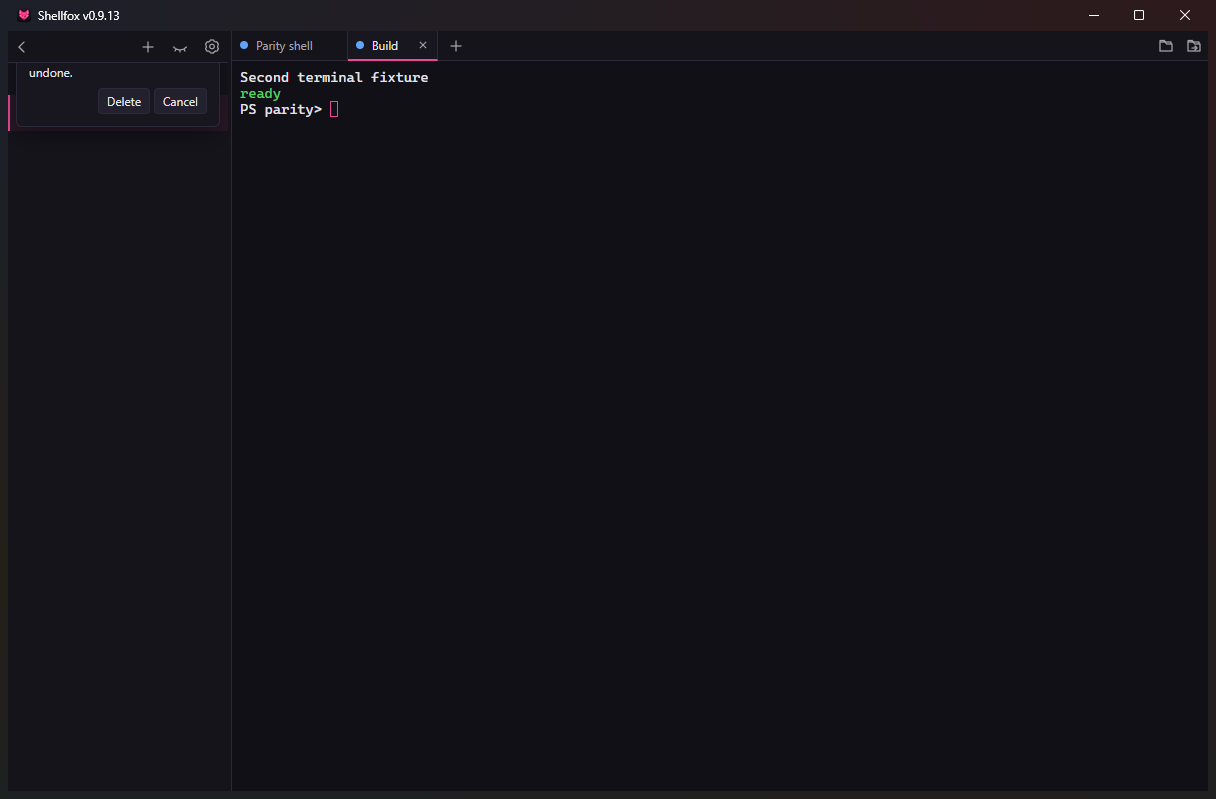 Shellfox v0.9.13
Parity shell
Build
undone.
Delete
Cancel
Second terminal fixture
ready
PS parity>